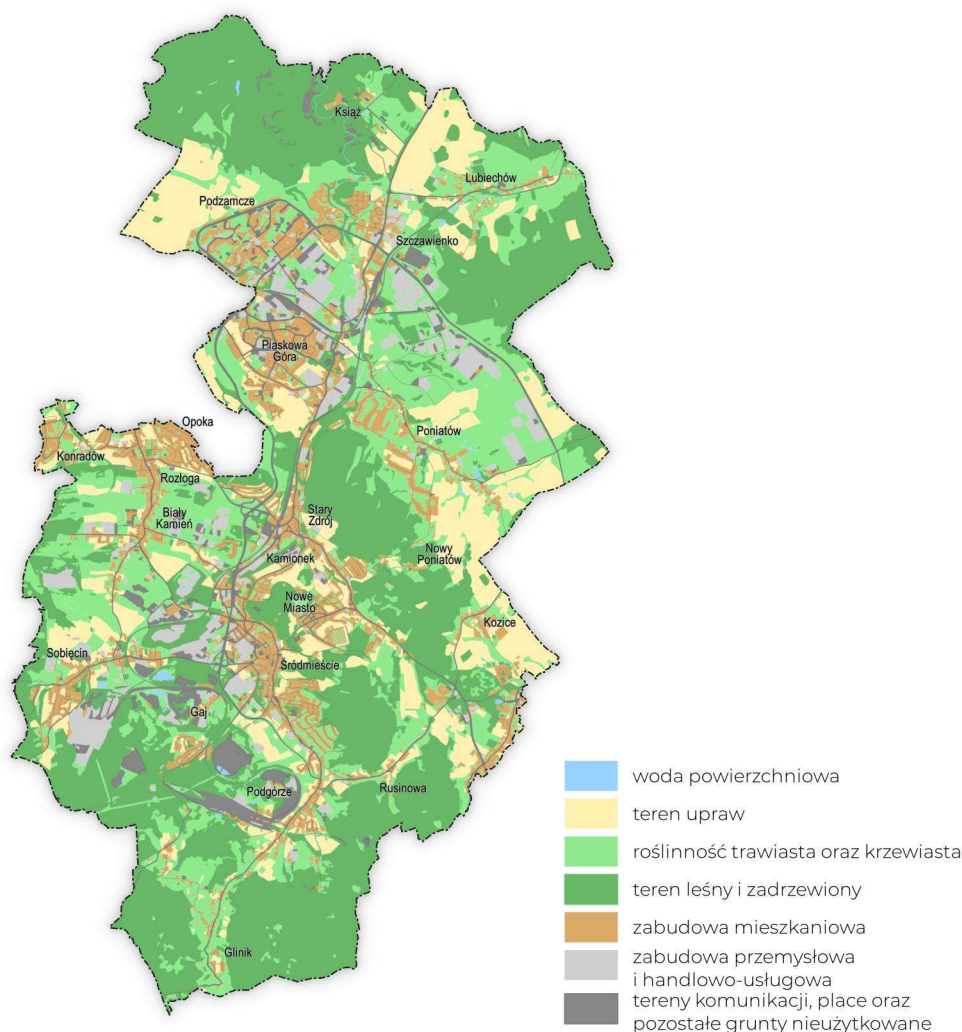 Książ
Lubiechów
Podzamcze
Szczawienko
Piaskowa
Góra
Opoka
Poniatów
Konradów
Rozłoga
Biały
Kamień
Stary
Zdrój
Kamionek
Nowy
Poniatów
Nowe
Miasto
Kozice
Sobięcin
Śródmieście
Gaj
Podgórze
Rusinowa
Glinik
woda powierzchniowa
teren upraw
roślinność trawiasta oraz krzewiasta
teren leśny i zadrzewiony
zabudowa mieszkaniowa
zabudowa przemysłowa
i handlowo-usługowa
tereny komunikacji, place oraz
pozostałe grunty nieużytkowane